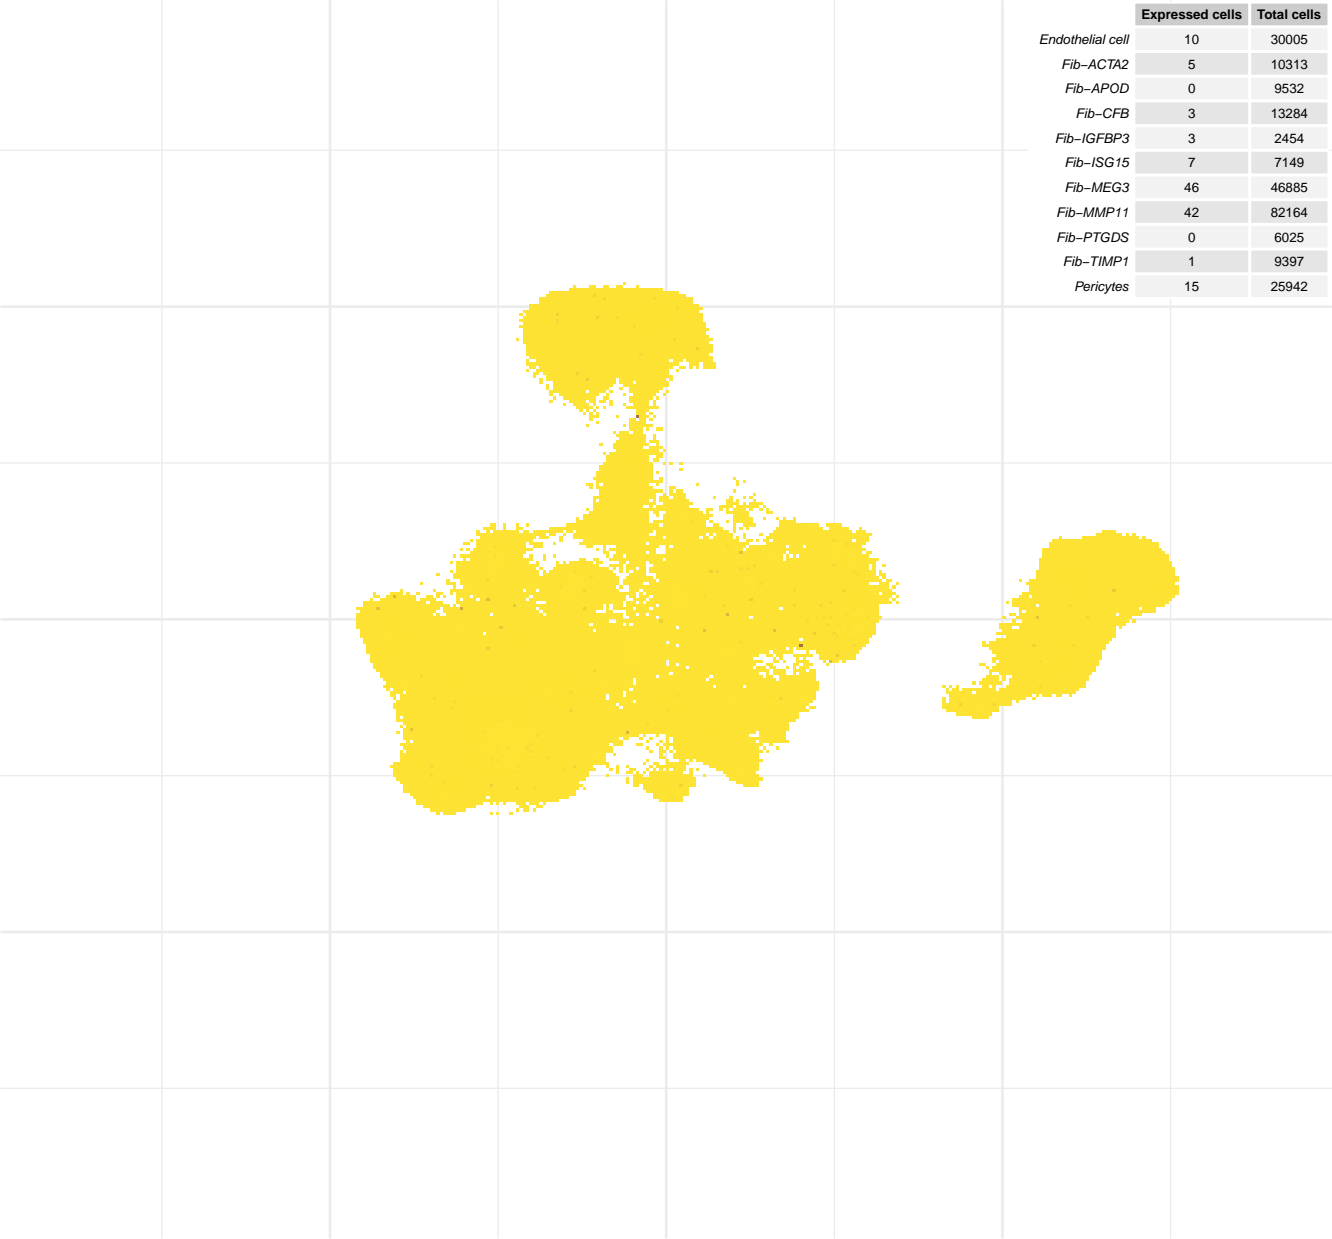 Expressed cells Total cells
Endothelial cell 10 30005
Fib−ACTA2 5 10313
Fib−APOD 0 9532
Fib−CFB 3 13284
Fib−IGFBP3 3 2454
Fib−ISG15 7 7149
Fib−MEG3 46 46885
Fib−MMP11 42 82164
Fib−PTGDS 0 6025
Fib−TIMP1 1 9397
Pericytes 15 25942